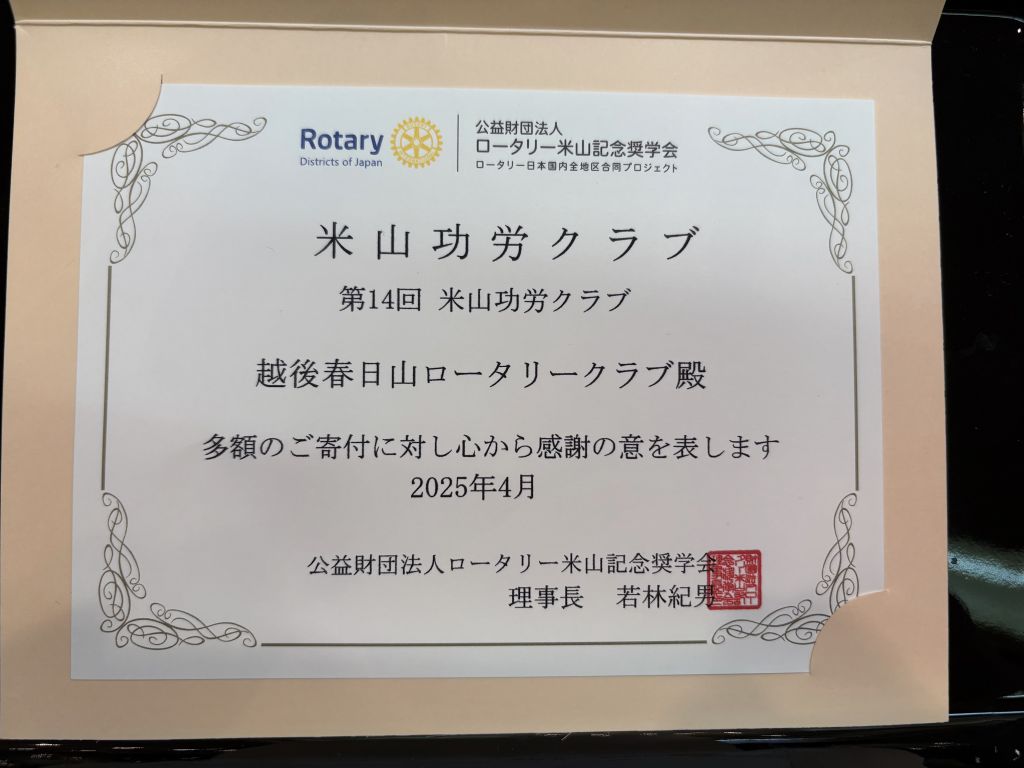 Rotary
Districts of Japan
公益財団法人
ロータリー米山記念奨学会
ロータリー日本国内全地区合同プロジェクト
米山功労クラブ
第14回 米山功労クラブ
越後春日山ロータリークラブ殿
多額のご寄付に対し心から感謝の意を表します
2025年4月
公益財団法人ロータリー米山記念奨学会
理事長 若林紀男